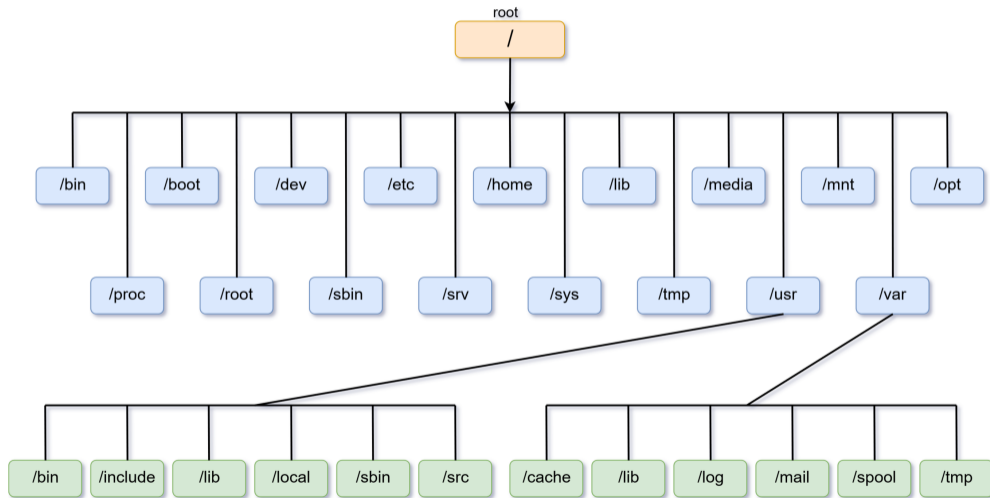 root
/
/bin
/boot
/dev
/etc
/home
/lib
/media
/mnt
/opt
/proc
/root
/sbin
/srv
/sys
/tmp
/usr
/var
/bin
/include
/lib
/local
/sbin
/src
/cache
/lib
/log
/mail
/spool
/tmp